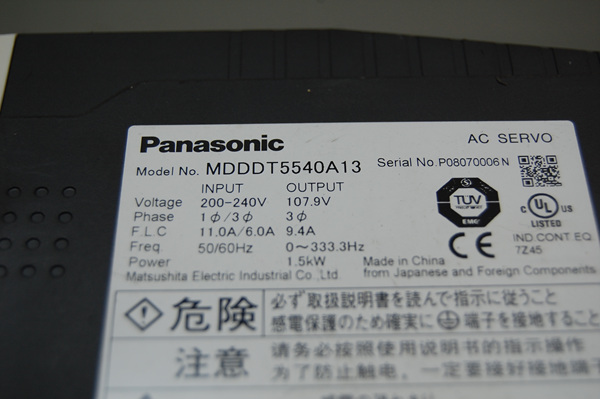 Panasonic AC SERVO
Model No. MDDDT5540A13 Serial No.P08070006N
INPUT OUTPUT
Voltage 200-240V 107.9V
Phase 1ϕ/3ϕ 3ϕ
F.L.C 11.0A/6.0A 9.4A
Freq. 50/60Hz 0~333.3Hz
Power 1.5kW
Matsushita Electric Industrial Co.,Ltd.
Made in China
from Japanese and Foreign Components
TÜV
EMC
c UL US
LISTED
IND.CONT.EQ.
7Z45
CE
危険 必ず取扱説明書を読んで指示に従うこと
感電保護のため確実に⏚端子を接地すること
注意 请务必按照使用说明书的指示操作
为了防止触电，一定要接好接地端子